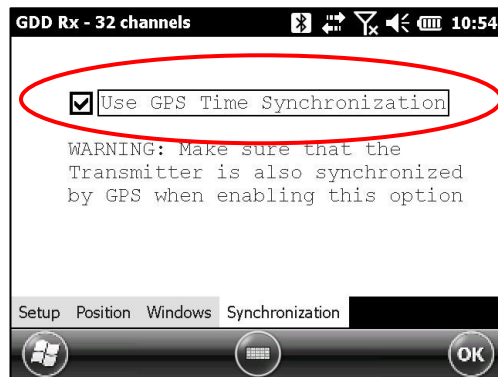 GDD Rx - 32 channels 10:54
Use GPS Time Synchronization
WARNING: Make sure that the
Transmitter is also synchronized
by GPS when enabling this option
Setup Position Windows Synchronization
OK